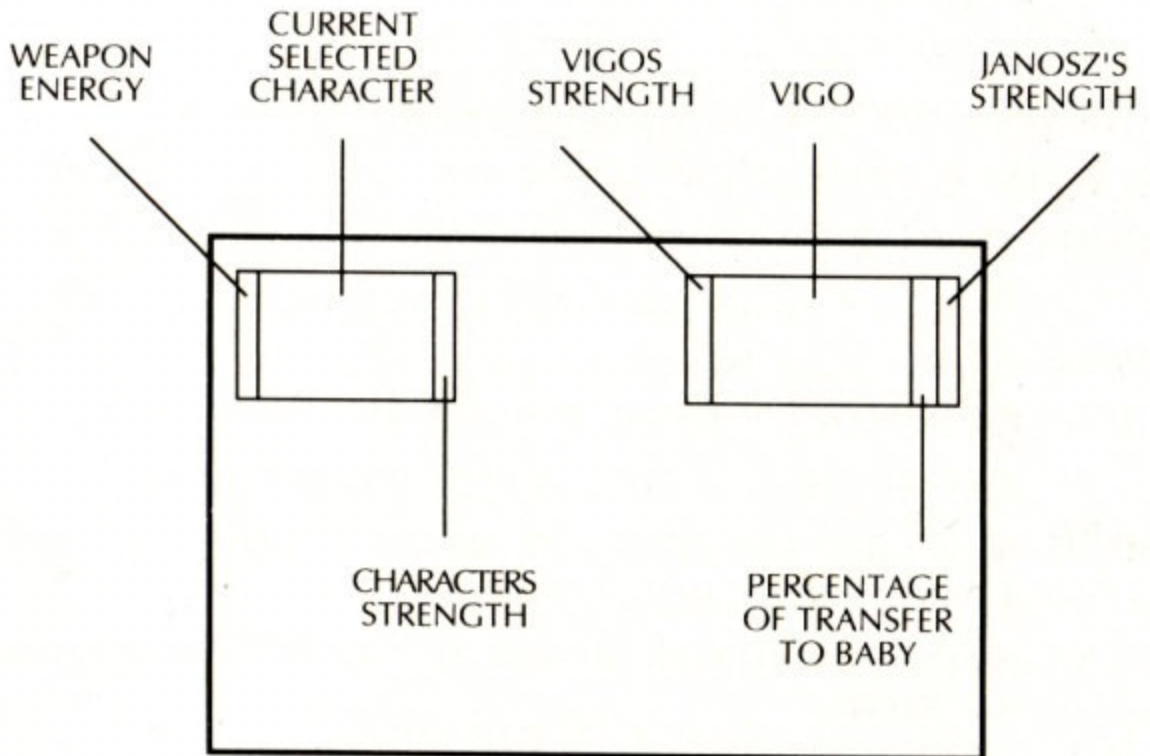 WEAPON
ENERGY
CURRENT
SELECTED
CHARACTER
VIGOS
STRENGTH
VIGO
JANOSZ'S
STRENGTH
CHARACTERS
STRENGTH
PERCENTAGE
OF TRANSFER
TO BABY